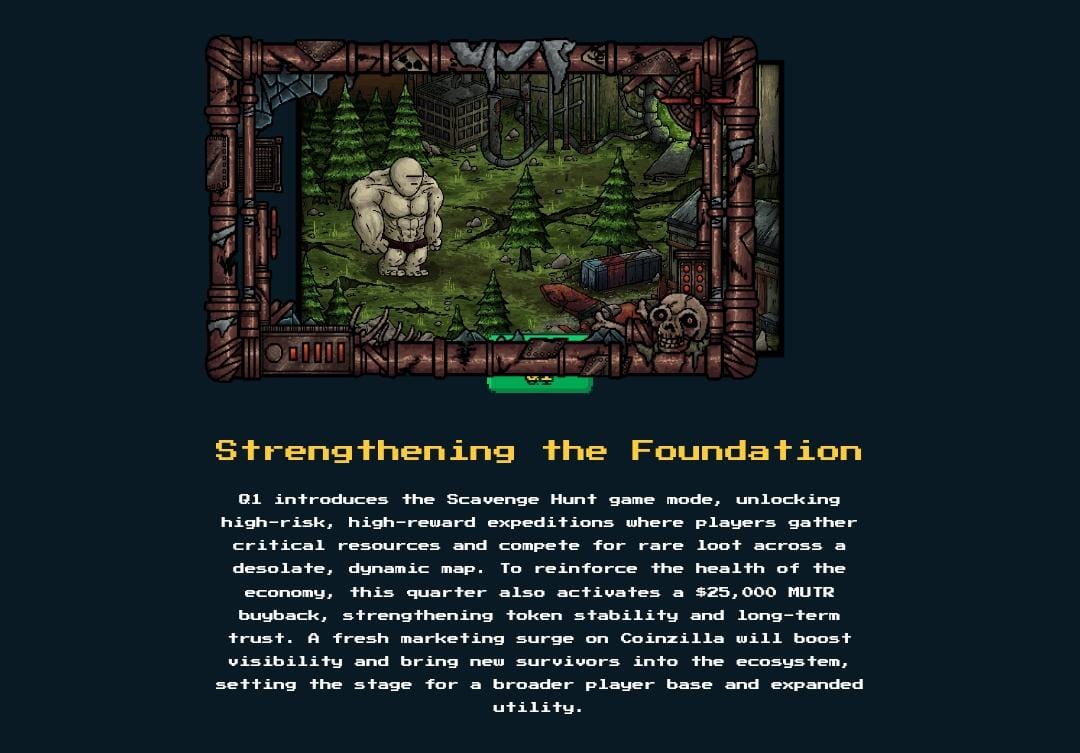 Q1
Strengthening the Foundation
Q1 introduces the Scavenge Hunt game mode, unlocking
high-risk, high-reward expeditions where players gather
critical resources and compete for rare loot across a
desolate, dynamic map. To reinforce the health of the
economy, this quarter also activates a $25,000 MUTR
buyback, strengthening token stability and long-term
trust. A fresh marketing surge on Coinzilla will boost
visibility and bring new survivors into the ecosystem,
setting the stage for a broader player base and expanded
utility.